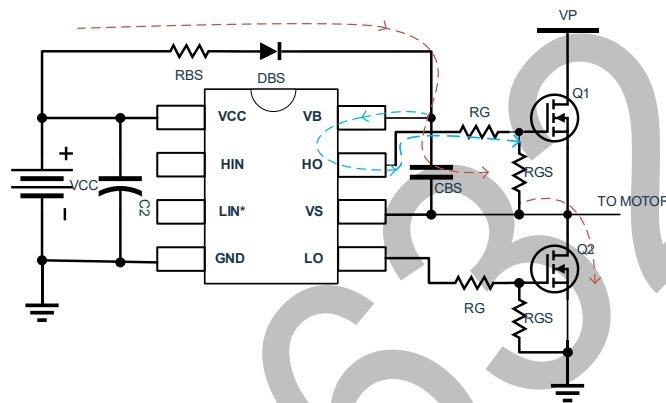 VP
RBS
DBS
Q1
VCC
VB
RG
HIN
HO
+
VCC
C2
RGS
CBS
LIN*
VS
TO MOTOR
-
GND
LO
Q2
RG
RGS